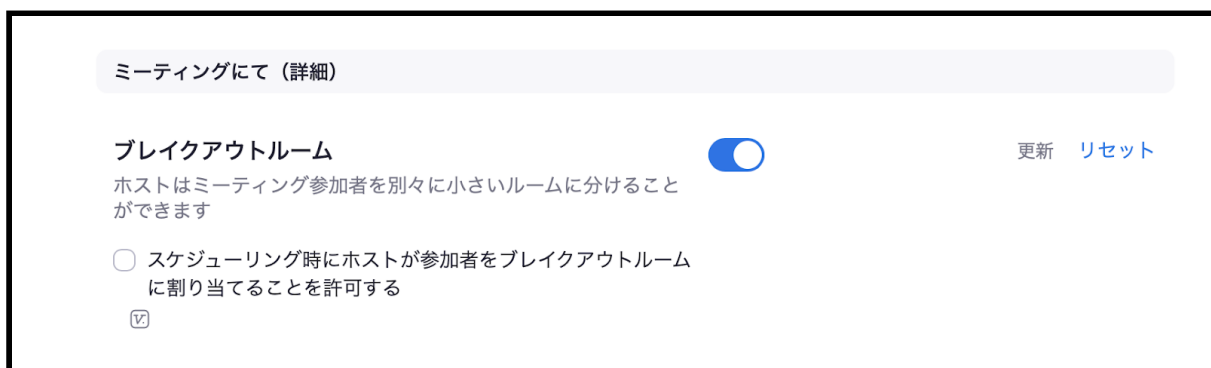 ミーティングにて（詳細）
ブレイクアウトルーム
更新 リセット
ホストはミーティング参加者を別々に小さいルームに分けること
ができます
スケジューリング時にホストが参加者をブレイクアウトルーム
に割り当てることを許可する
V.